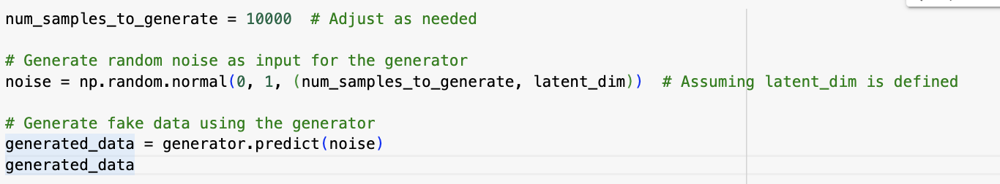 num_samples_to_generate = 10000  # Adjust as needed
# Generate random noise as input for the generator
noise = np.random.normal(0, 1, (num_samples_to_generate, latent_dim))  # Assuming latent_dim is defined
# Generate fake data using the generator
generated_data = generator.predict(noise)
generated_data